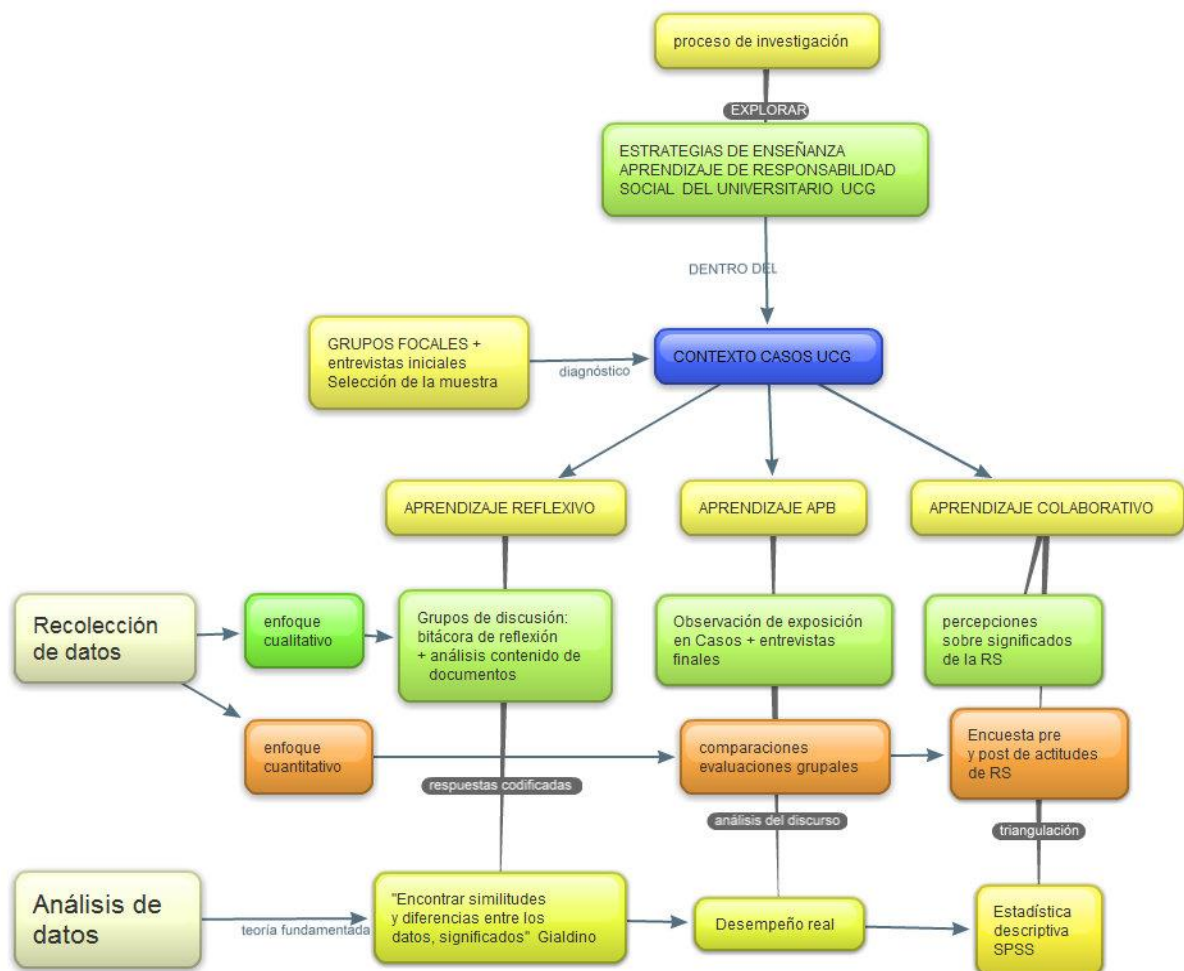 proceso de investigación
EXPLORAR
ESTRATEGIAS DE ENSEÑANZA
APRENDIZAJE DE RESPONSABILIDAD
SOCIAL DEL UNIVERSITARIO UCG
DENTRO DEL
GRUPOS FOCALES +
entrevistas iniciales
Selección de la muestra
diagnóstico
CONTEXTO CASOS UCG
APRENDIZAJE REFLEXIVO
APRENDIZAJE APB
APRENDIZAJE COLABORATIVO
Recolección
de datos
enfoque
cualitativo
Grupos de discusión:
bitácora de reflexión
+ análisis contenido de
documentos
Observación de exposición
en Casos + entrevistas
finales
percepciones
sobre significados
de la RS
enfoque
cuantitativo
comparaciones
evaluaciones grupales
Encuesta pre
y post de actitudes
de RS
respuestas codificadas
análisis del discurso
triangulación
Análisis de
datos
teoría fundamentada
"Encontrar similitudes
y diferencias entre los
datos, significados" Gialdino
Desempeño real
Estadística
descriptiva
SPSS